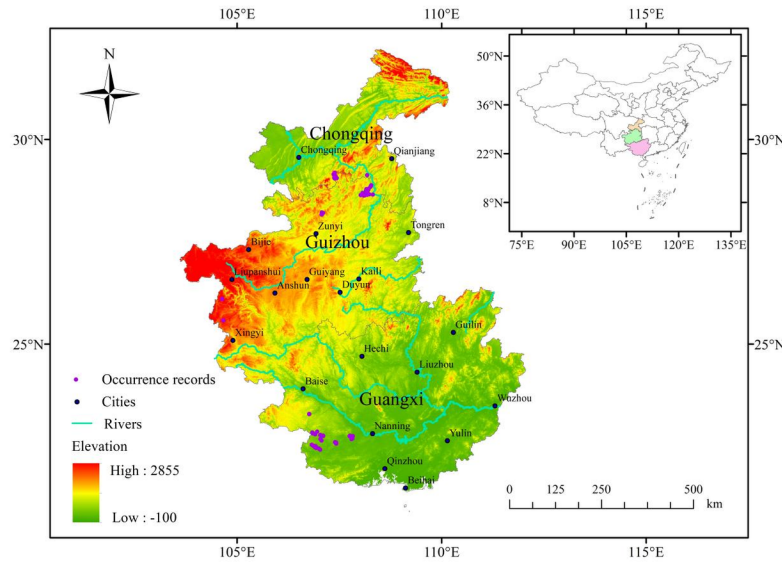 105°E
110°E
115°E
N
50°N
36°N
22°N
8°N
75°E
90°E
105°E
120°E
135°E
30°N
30°N
Chongqing
Chongqing
Qianjiang
Zunyi
Tongren
Guizhou
Bijie
Liupanshui
Guiyang
Kaili
Anshun
Duyun
25°N
25°N
Xingyi
Guilin
Hechi
Liuzhou
Baise
Guangxi
Wuzhou
Nanning
Yulin
Qinzhou
Beihai
Occurrence records
Cities
Rivers
Elevation
High : 2855
Low : -100
0
125
250
375
500
km
105°E
110°E
115°E